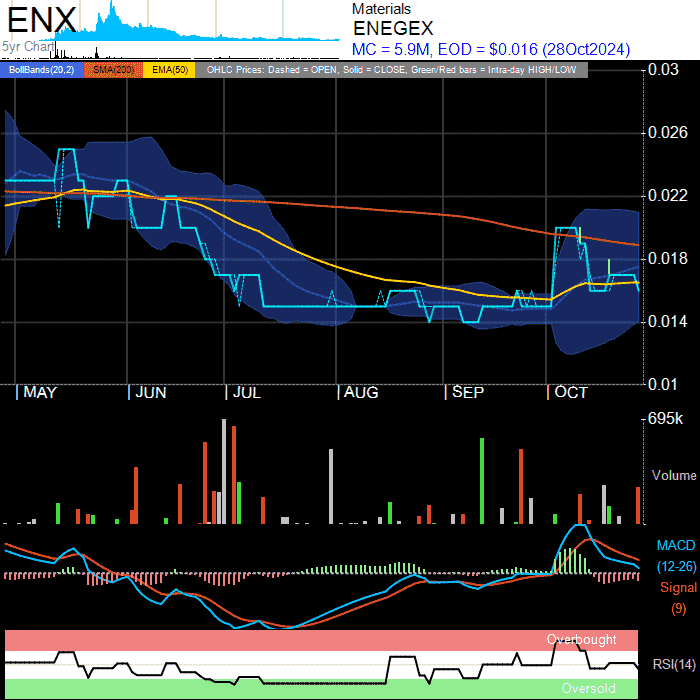 ENX
5yr Chart
Materials
ENEGEX
MC = 5.9M, EOD = $0.016 (28Oct2024)
BollBands(20,2) SMA(200) EMA(50) OHLC Prices: Dashed = OPEN, Solid = CLOSE, Green/Red bars = Intra-day HIGH/LOW
0.03
0.026
0.022
0.018
0.014
0.01
MAY JUN JUL AUG SEP OCT
695k
Volume
MACD
(12-26)
Signal
(9)
Overbought
RSI(14)
Oversold